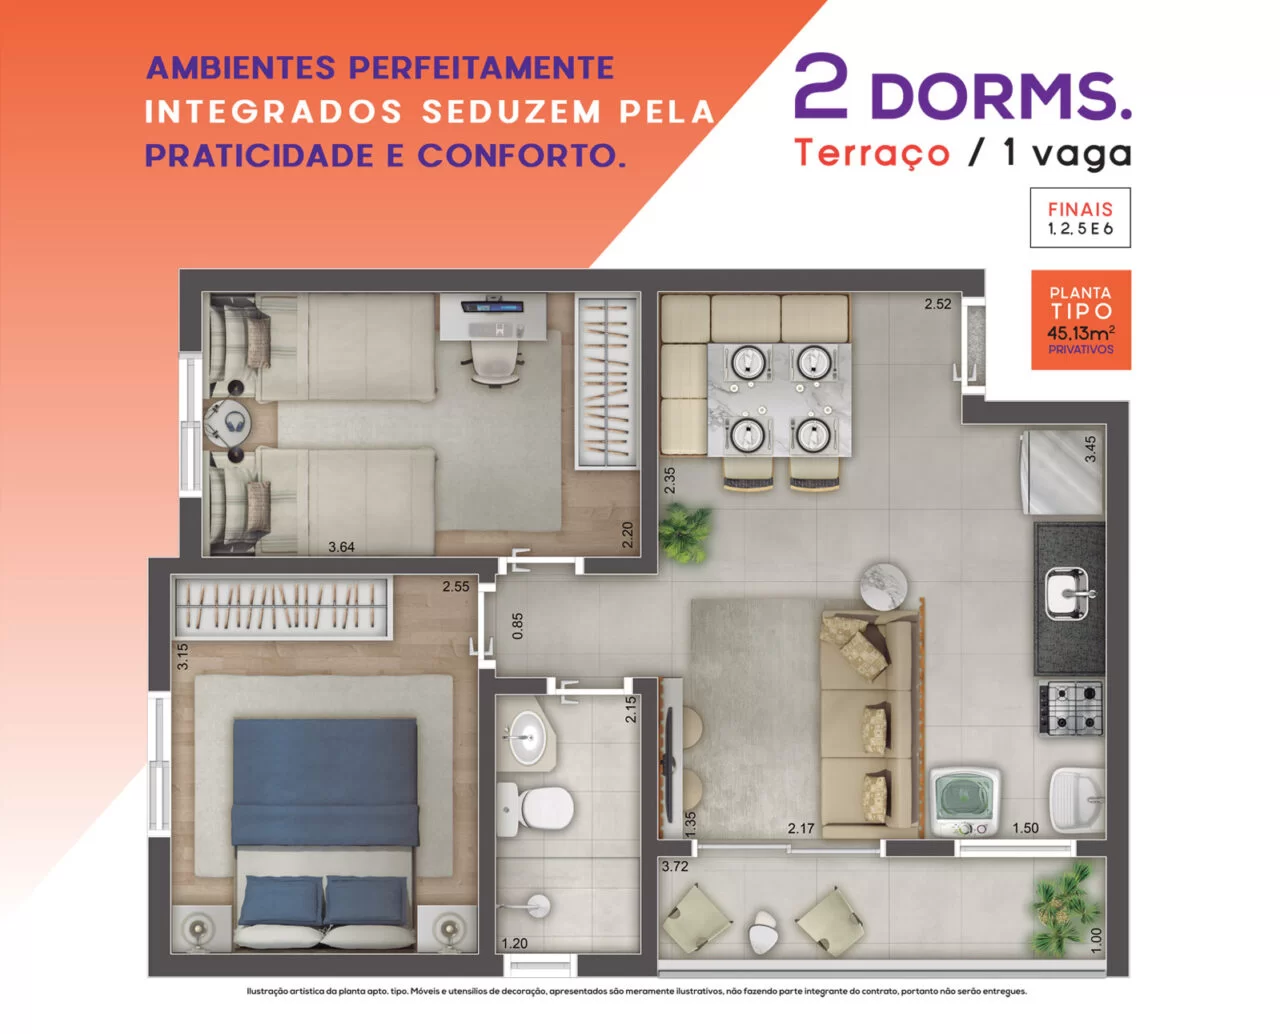 AMBIENTES PERFEITAMENTE
INTEGRADOS SEDUZEM PELA
PRATICIDADE E CONFORTO.
2 DORMS.
Terraço / 1 vaga
FINAIS
1, 2, 5 E 6
PLANTA
TIPO
45,13m²
PRIVATIVOS
2.52
3.45
2.35
2.20
3.64
2.55
0.85
3.15
2.15
1.35
2.17
1.50
3.72
1.20
1.00
Ilustração artística da planta apto. tipo. Móveis e utensílios de decoração, apresentados são meramente ilustrativos, não fazendo parte integrante do contrato, portanto não serão entregues.